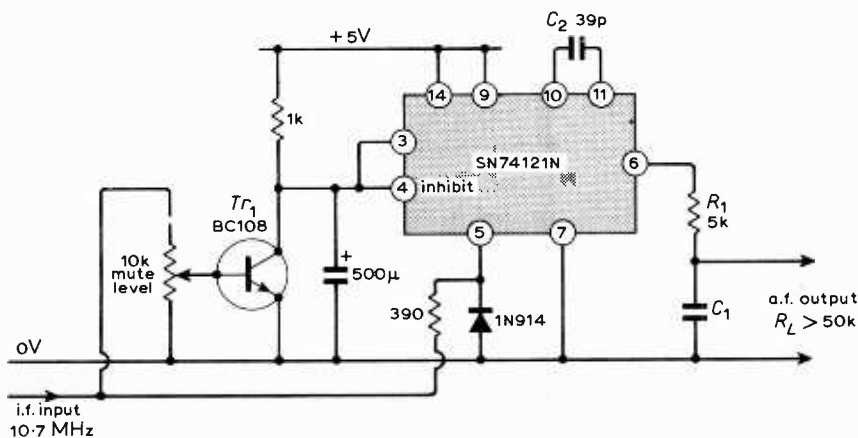 C₂ 39p
+5V
14
9
10
11
1k
3
SN74121N
6
4
inhibit
Tr₁
BC108
R₁
5k
5
7
10k
mute
level
+
500μ
390
1N914
C₁
a.f. output
R_L > 50k
0V
i.f. input
10·7 MHz